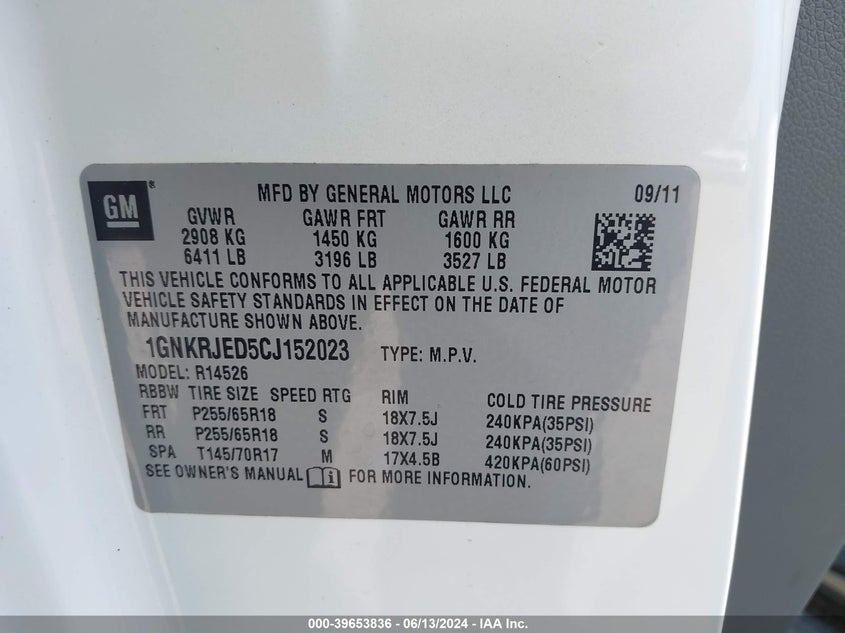 GM® MFD BY GENERAL MOTORS LLC 09/11
GVWR GAWR FRT GAWR RR
2908 KG 1450 KG 1600 KG
6411 LB 3196 LB 3527 LB
THIS VEHICLE CONFORMS TO ALL APPLICABLE U.S. FEDERAL MOTOR
VEHICLE SAFETY STANDARDS IN EFFECT ON THE DATE OF
MANUFACTURE SHOWN ABOVE.
1GNKRJED5CJ152023 TYPE: M.P.V.
MODEL: R14526
RBBW TIRE SIZE SPEED RTG RIM COLD TIRE PRESSURE
FRT P255/65R18 S 18X7.5J 240KPA(35PSI)
RR P255/65R18 S 18X7.5J 240KPA(35PSI)
SPA T145/70R17 M 17X4.5B 420KPA(60PSI)
SEE OWNER'S MANUAL FOR MORE INFORMATION.
000-39653836 - 06/13/2024 - IAA Inc.